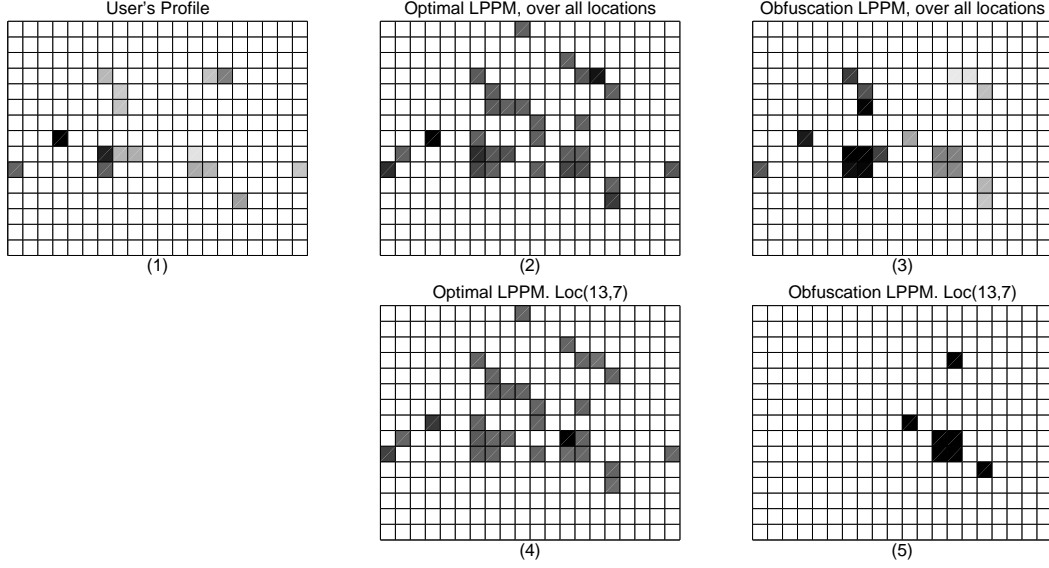 User's Profile
Optimal LPPM, over all locations
Obfuscation LPPM, over all locations
(1)
(2)
(3)
Optimal LPPM. Loc(13,7)
Obfuscation LPPM. Loc(13,7)
(4)
(5)